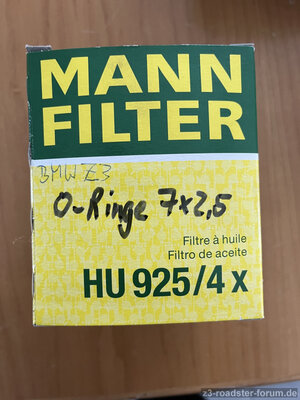 MANN
FILTER
BMW Z3
O-Ringe 7x2,5
Filtre à huile
Filtro de aceite
HU 925/4 x
z3-roadster-forum.de